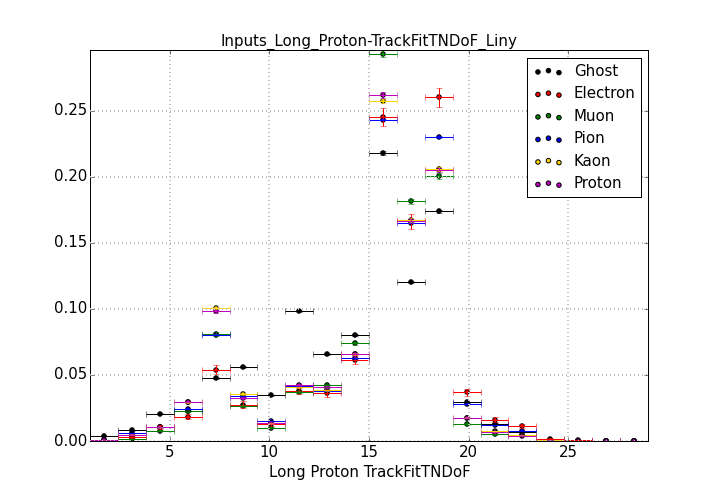 Inputs_Long_Proton-TrackFitTNDoF_Liny
Ghost
Electron
Muon
Pion
Kaon
Proton
0.25
0.20
0.15
0.10
0.05
0.00
5 10 15 20 25
Long Proton TrackFitTNDoF